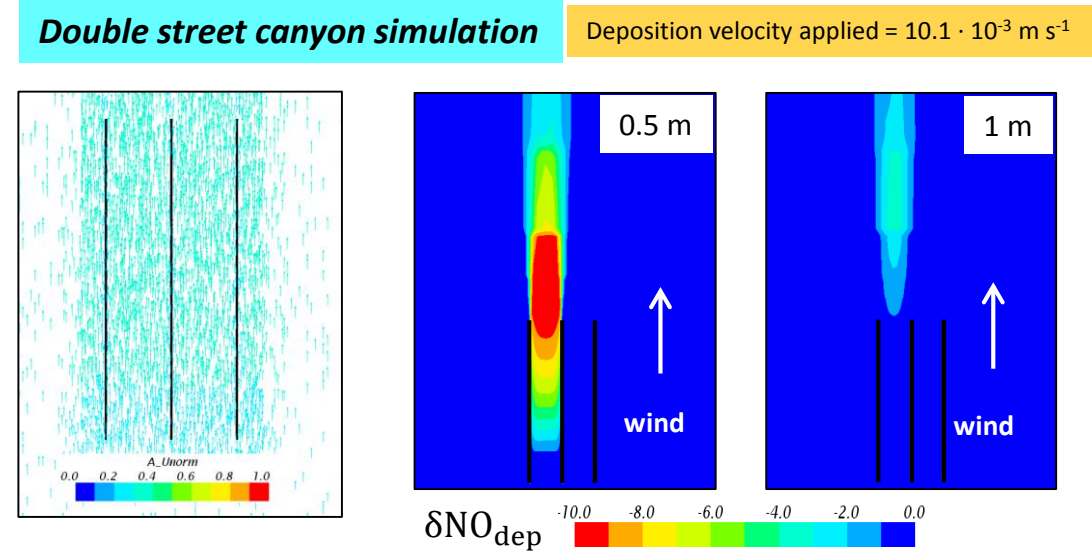 Double street canyon simulation
Deposition velocity applied = 10.1 · 10⁻³ m s⁻¹
0.5 m
1 m
wind
wind
A_Unorm
0.0 0.2 0.4 0.6 0.8 1.0
δNO_dep
-10.0 -8.0 -6.0 -4.0 -2.0 0.0